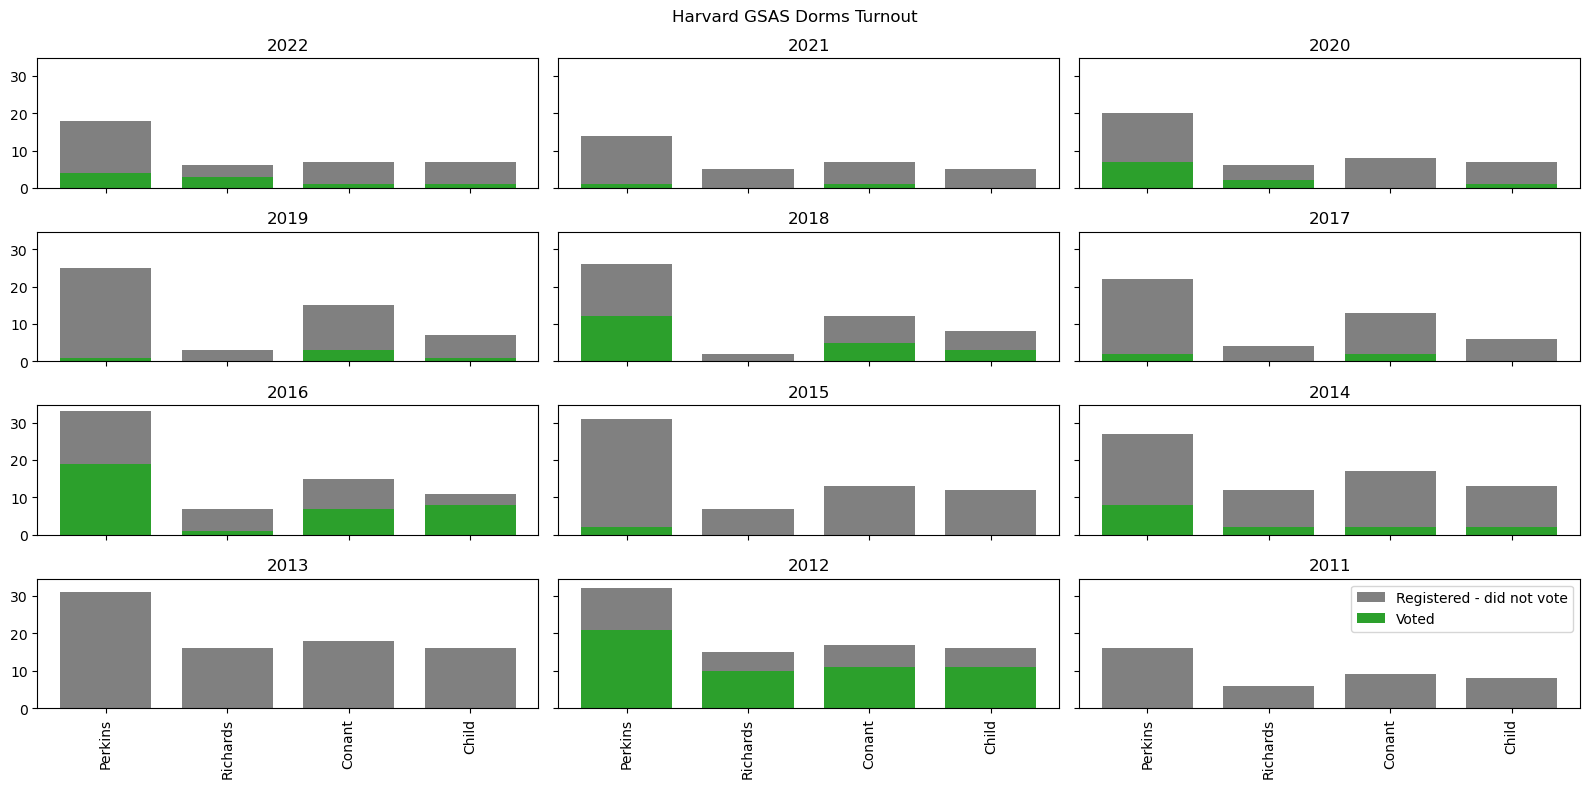 Harvard GSAS Dorms Turnout
2022
2021
2020
30
20
10
0
2019
2018
2017
30
20
10
0
2016
2015
2014
30
20
10
0
2013
2012
2011
30
20
10
0
Registered - did not vote
Voted
Perkins
Richards
Conant
Child
Perkins
Richards
Conant
Child
Perkins
Richards
Conant
Child